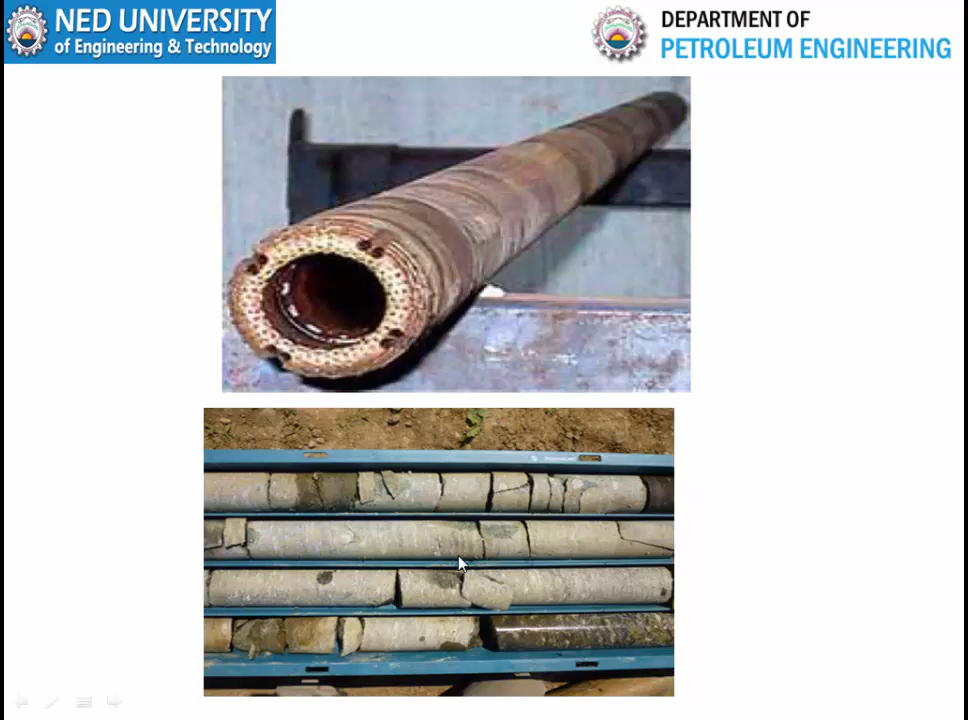 NED UNIVERSITY
of Engineering & Technology
DEPARTMENT OF
PETROLEUM ENGINEERING